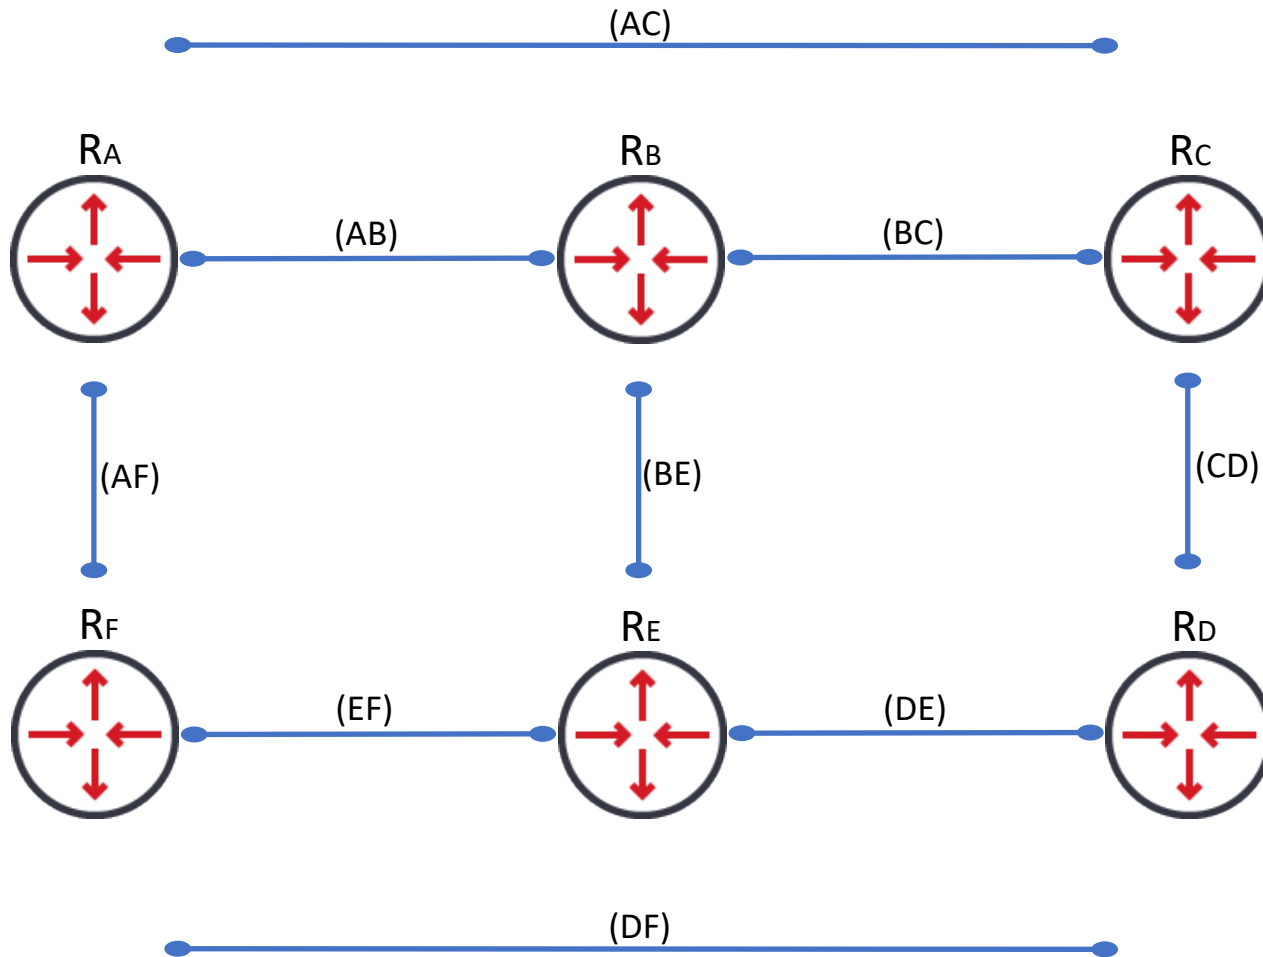 (AC)
RA
RB
RC
(AB)
(BC)
(AF)
(BE)
(CD)
RF
RE
RD
(EF)
(DE)
(DF)